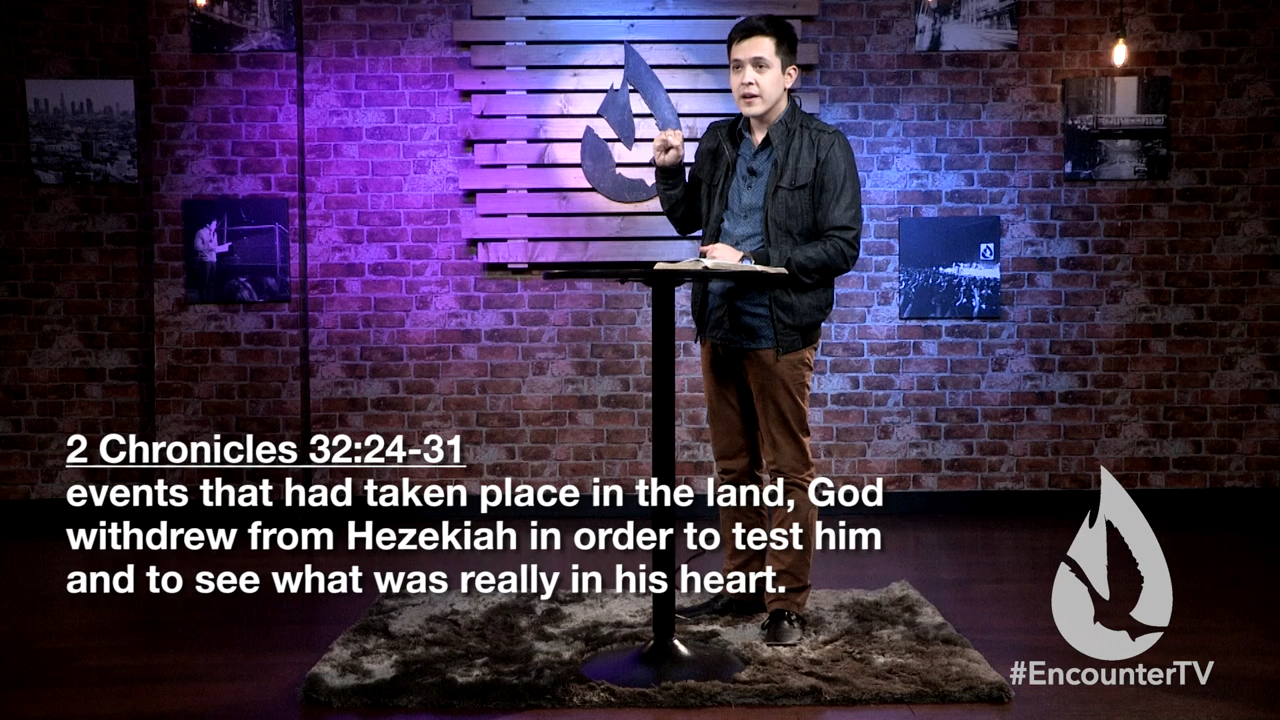 2 Chronicles 32:24-31
events that had taken place in the land, God
withdrew from Hezekiah in order to test him
and to see what was really in his heart.
#EncounterTV